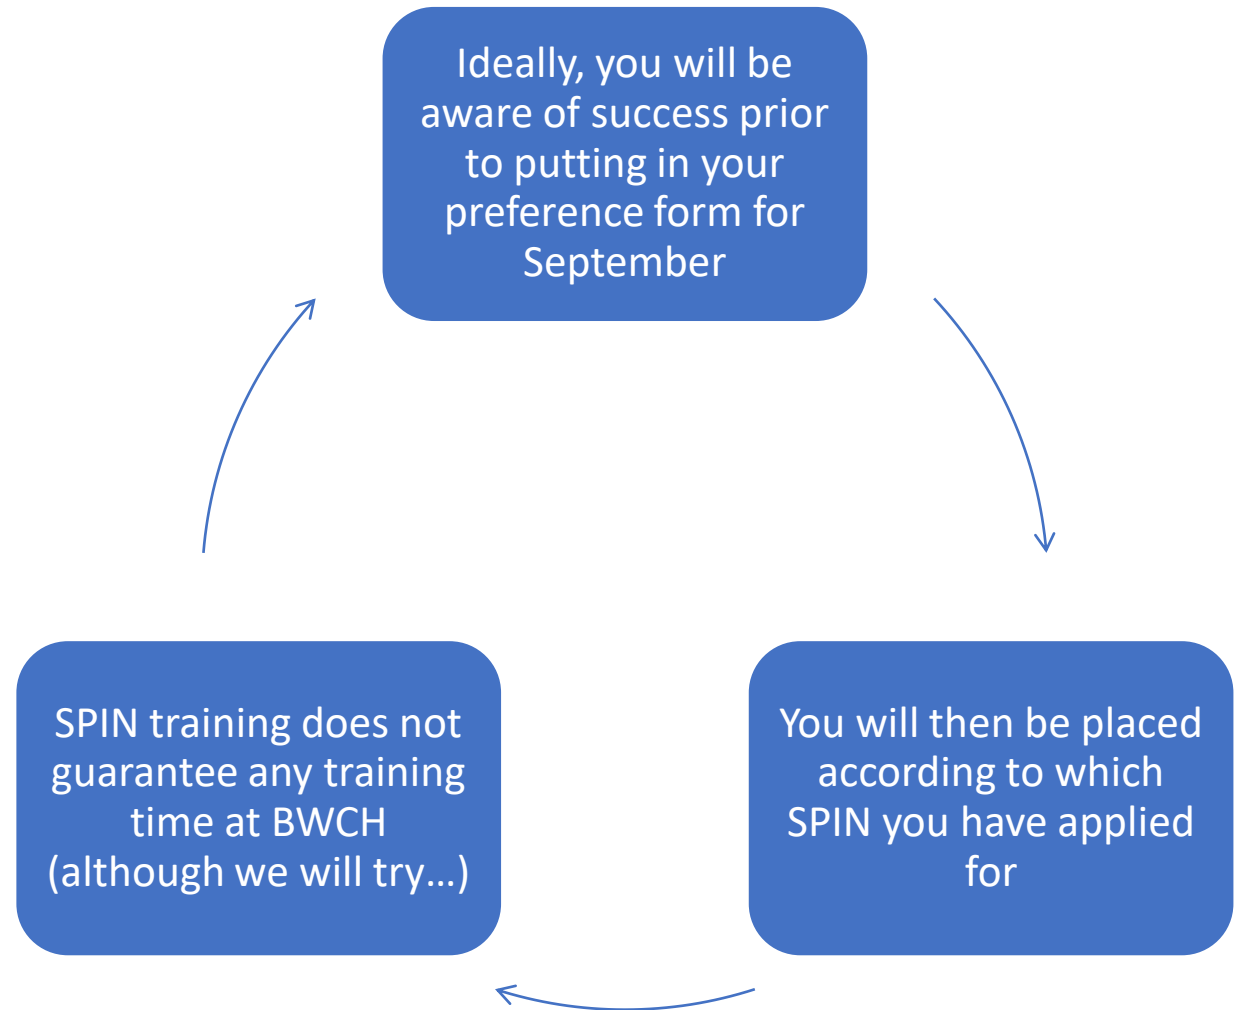 Ideally, you will be
aware of success prior
to putting in your
preference form for
September
You will then be placed
according to which
SPIN you have applied
for
SPIN training does not
guarantee any training
time at BWCH
(although we will try…)